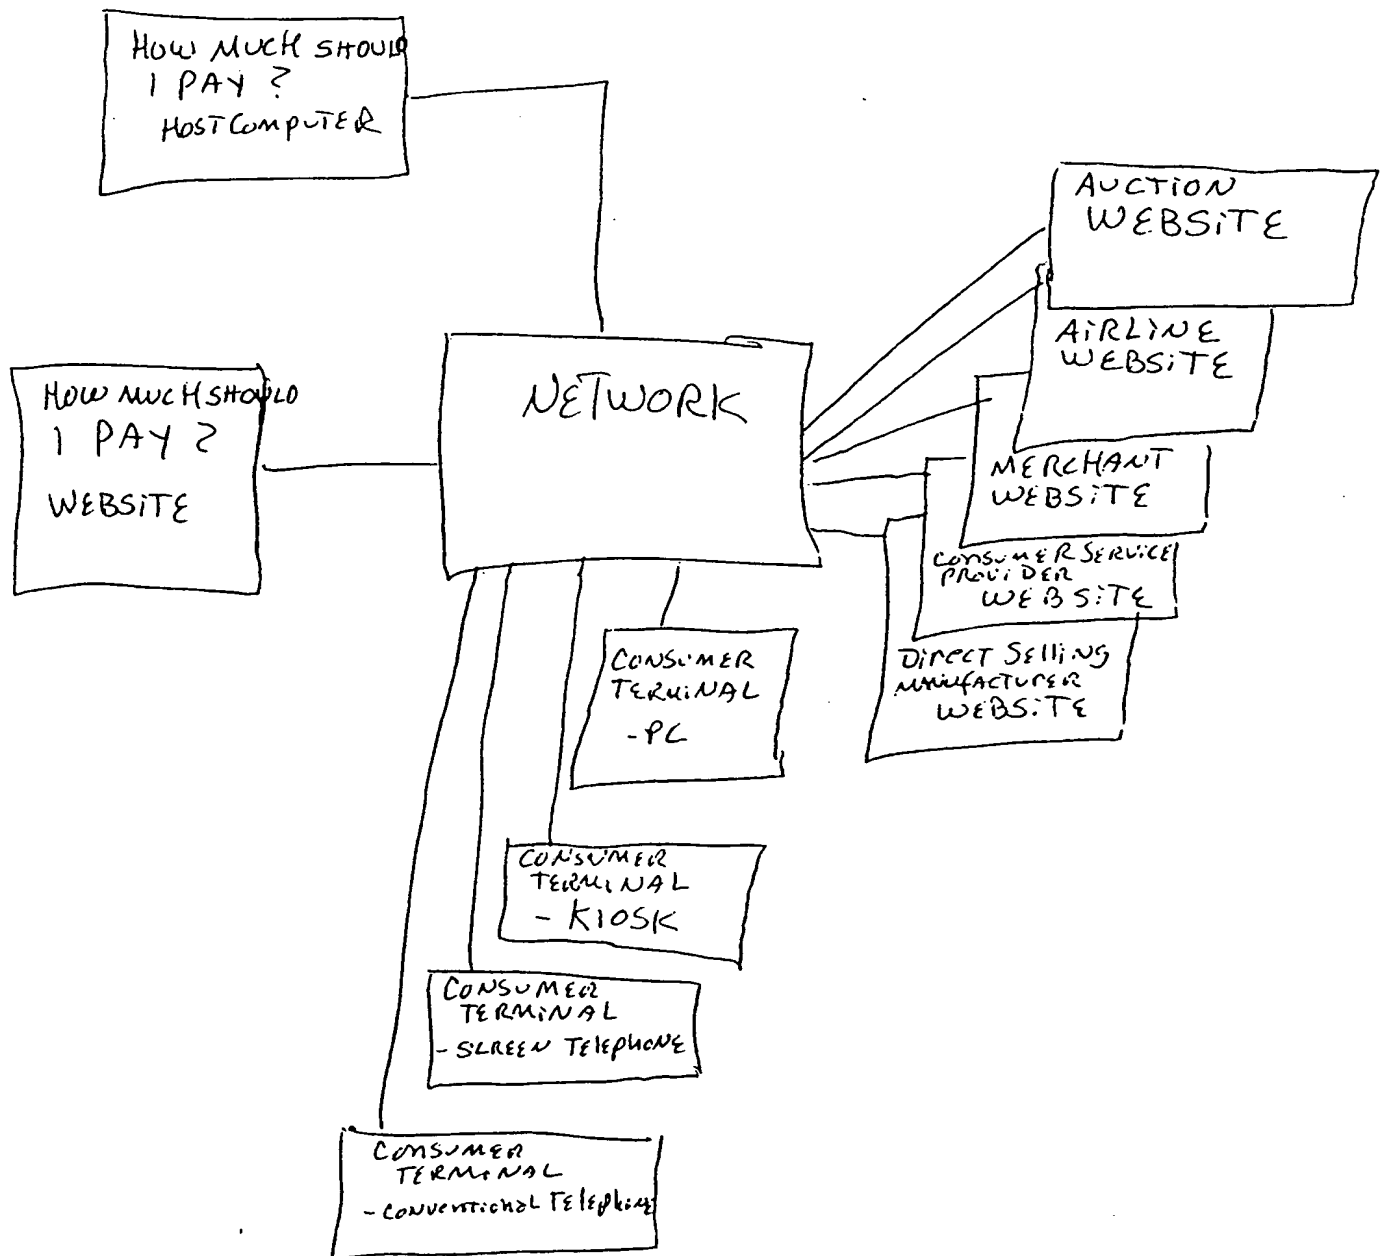 HOW MUCH SHOULD
I PAY ?
HOST COMPUTER
AUCTION
WEBSITE
AIRLINE
WEBSITE
NETWORK
HOW MUCH SHOULD
I PAY ?
WEBSITE
MERCHANT
WEBSITE
CONSUMER SERVICE
PROVIDER
WEBSITE
DIRECT SELLING
MANUFACTURER
WEBSITE
CONSUMER
TERMINAL
- PC
CONSUMER
TERMINAL
- KIOSK
CONSUMER
TERMINAL
- SCREEN TELEPHONE
CONSUMER
TERMINAL
- CONVENTIONAL TELEPHONE